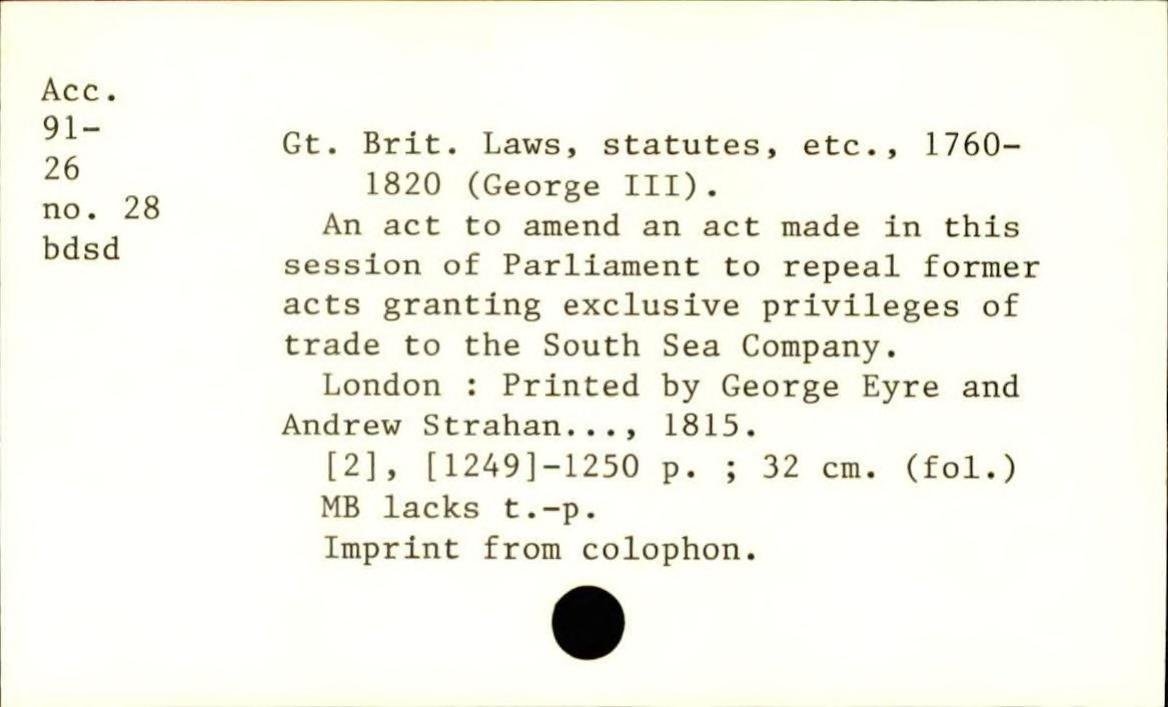 Acc.
91-
26
no. 28
bdsd
Gt. Brit. Laws, statutes, etc., 1760-
1820 (George III).
An act to amend an act made in this
session of Parliament to repeal former
acts granting exclusive privileges of
trade to the South Sea Company.
London : Printed by George Eyre and
Andrew Strahan..., 1815.
[2], [1249]-1250 p. ; 32 cm. (fol.)
MB lacks t.-p.
Imprint from colophon.